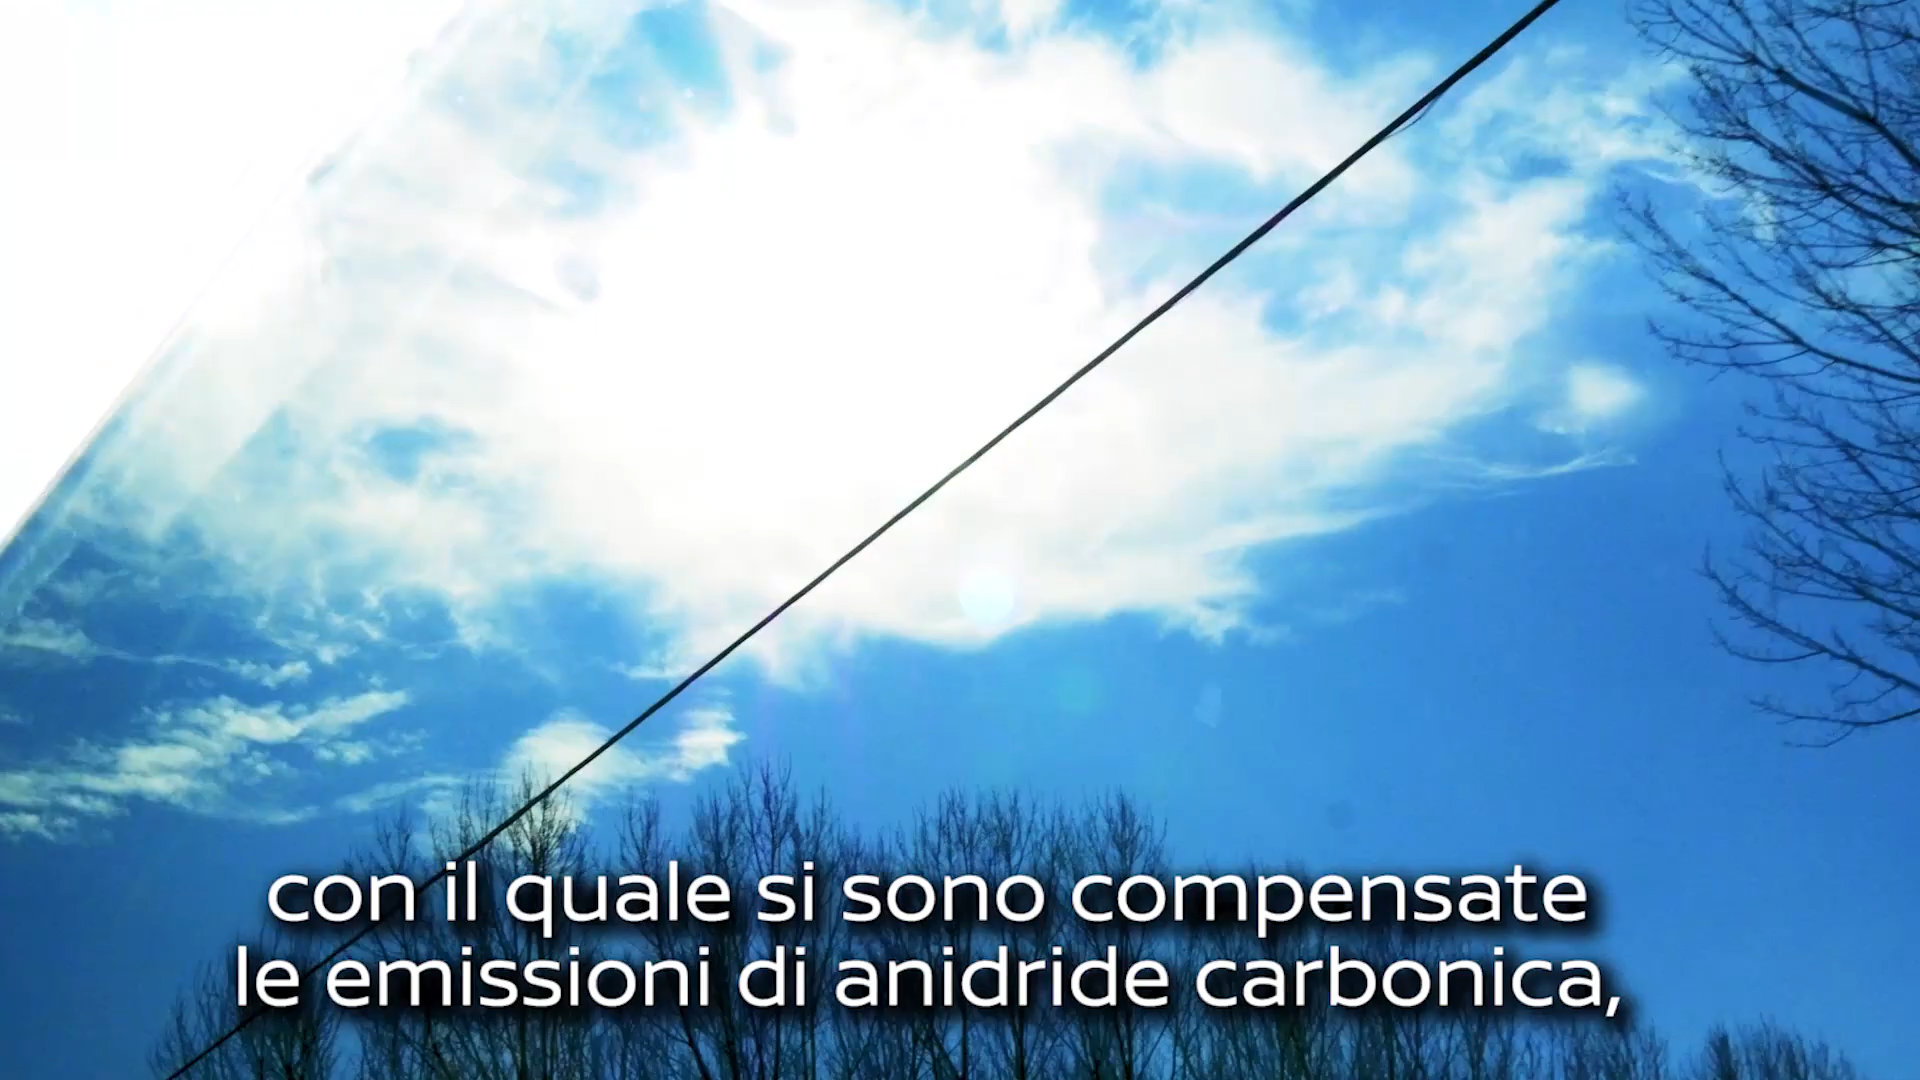 con il quale si sono compensate
le emissioni di anidride carbonica,